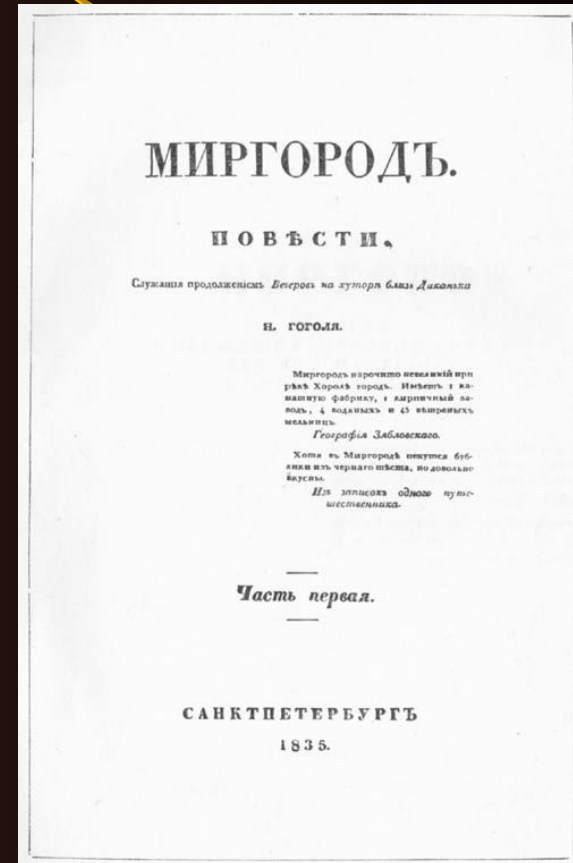 МИРГОРОДЪ.
ПОВѢСТИ,
Служащія продолженіемъ Вечеровъ на хуторѣ близь Диканьки
Н. ГОГОЛЯ.
Миргородъ нарочито невеликій при
рѣкѣ Хоролѣ городъ. Имѣетъ 1 ка-
натную фабрику, 1 кирпичный за-
водъ, 4 водяныхъ и 45 вѣтреныхъ
мельницъ.
Географія Зябловскаго.
Хотя въ Миргородѣ пекутся буб-
лики изъ чернаго тѣста, но довольно
вкусны.
Изъ записокъ одного путе-
шественника.
Часть первая.
САНКТПЕТЕРБУРГЪ
1835.